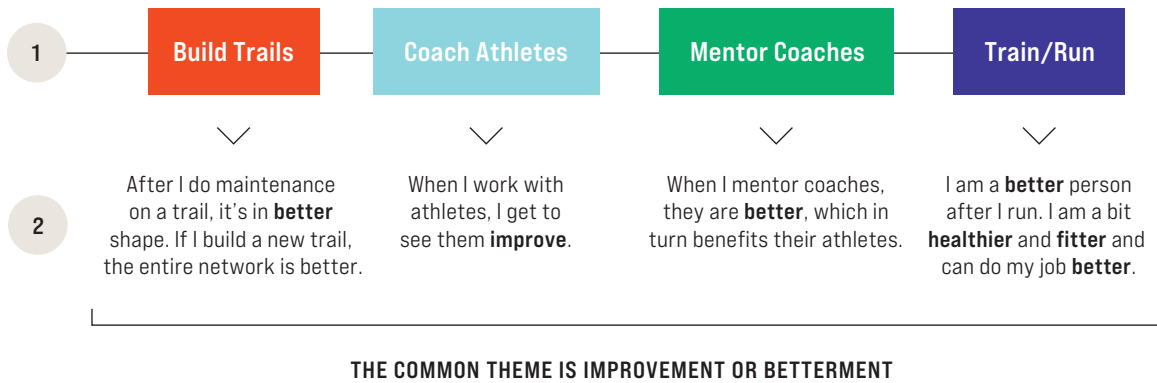 1
Build Trails
Coach Athletes
Mentor Coaches
Train/Run
2
After I do maintenance
on a trail, it's in better
shape. If I build a new trail,
the entire network is better.
When I work with
athletes, I get to
see them improve.
When I mentor coaches,
they are better, which in
turn benefits their athletes.
I am a better person
after I run. I am a bit
healthier and fitter and
can do my job better.
THE COMMON THEME IS IMPROVEMENT OR BETTERMENT